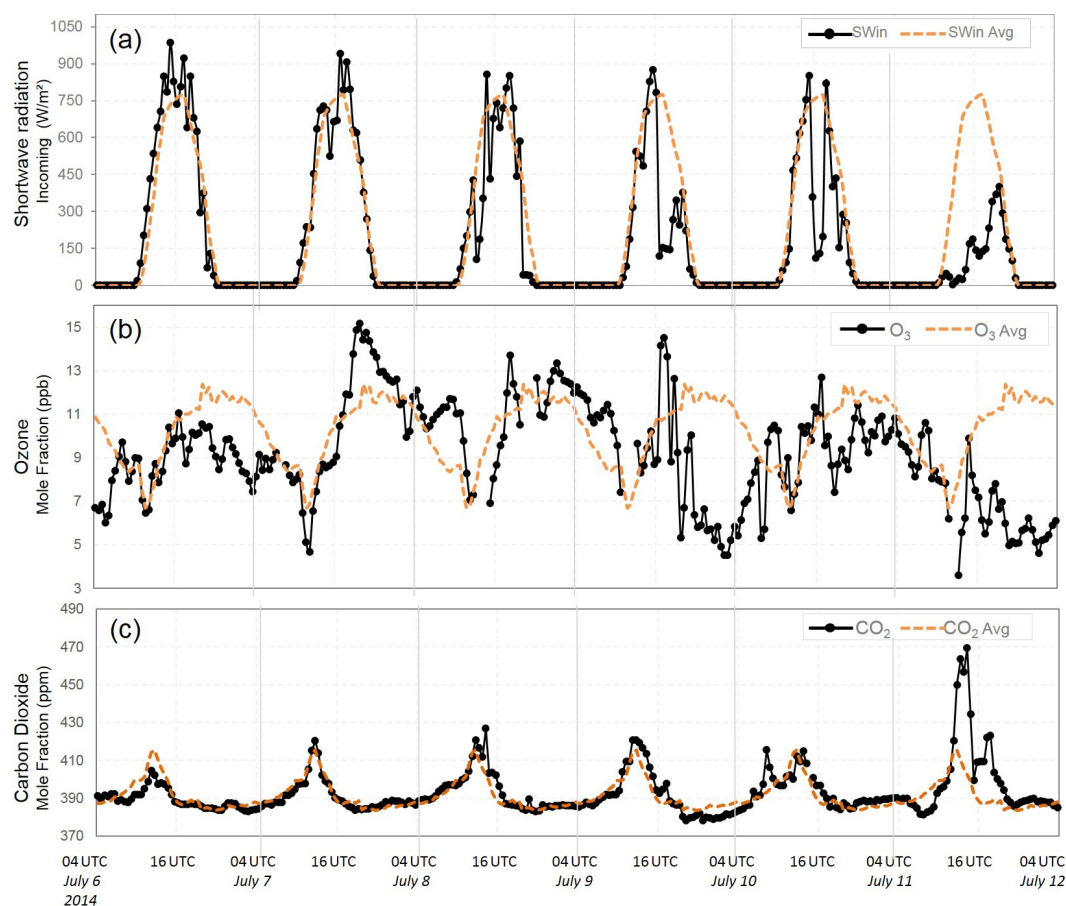 (a)
SWin
SWin Avg
Shortwave radiation
Incoming (W/m²)
1050
900
750
600
450
300
150
0
(b)
O₃
O₃ Avg
Ozone
Mole Fraction (ppb)
15
13
11
9
7
5
3
(c)
CO₂
CO₂ Avg
Carbon Dioxide
Mole Fraction (ppm)
490
470
450
430
410
390
370
04 UTC 16 UTC 04 UTC 16 UTC 04 UTC 16 UTC 04 UTC 16 UTC 04 UTC 16 UTC 04 UTC 16 UTC 04 UTC
July 6 July 7 July 8 July 9 July 10 July 11 July 12
2014